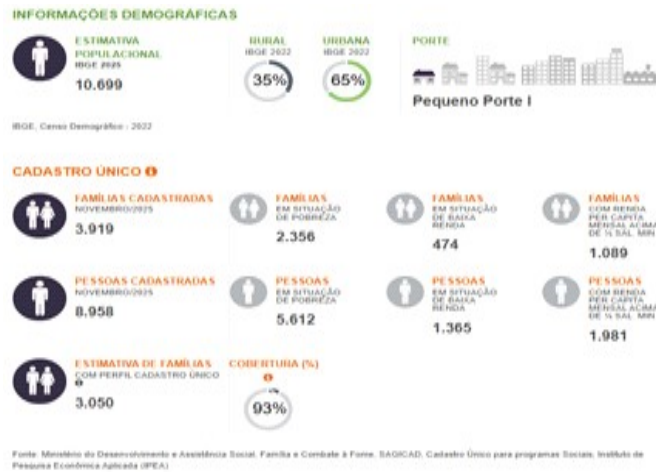 INFORMAÇÕES DEMOGRÁFICAS
ESTIMATIVA
POPULACIONAL
IBGE 2025
10.699
RURAL
IBGE 2022
35%
URBANA
IBGE 2022
65%
PORTE
Pequeno Porte I
IBGE, Censo Demográfico - 2022
CADASTRO ÚNICO
FAMÍLIAS CADASTRADAS
NOVEMBRO/2025
3.919
FAMÍLIAS
EM SITUAÇÃO
DE POBREZA
2.356
FAMÍLIAS
EM SITUAÇÃO
DE BAIXA
RENDA
474
FAMÍLIAS
COM RENDA
PER CAPITA
MENSAL ACIMA
DE ½ SAL. MIN
1.089
PESSOAS CADASTRADAS
NOVEMBRO/2025
8.958
PESSOAS
EM SITUAÇÃO
DE POBREZA
5.612
PESSOAS
EM SITUAÇÃO
DE BAIXA
RENDA
1.365
PESSOAS
COM RENDA
PER CAPITA
MENSAL ACIMA
DE ½ SAL. MIN
1.981
ESTIMATIVA DE FAMÍLIAS
COM PERFIL CADASTRO ÚNICO
3.050
COBERTURA (%)
93%
Fonte: Ministério do Desenvolvimento e Assistência Social, Família e Combate à Fome. SAGICAD. Cadastro Único para programas Sociais. Instituto de
Pesquisa Econômica Aplicada (IPEA)